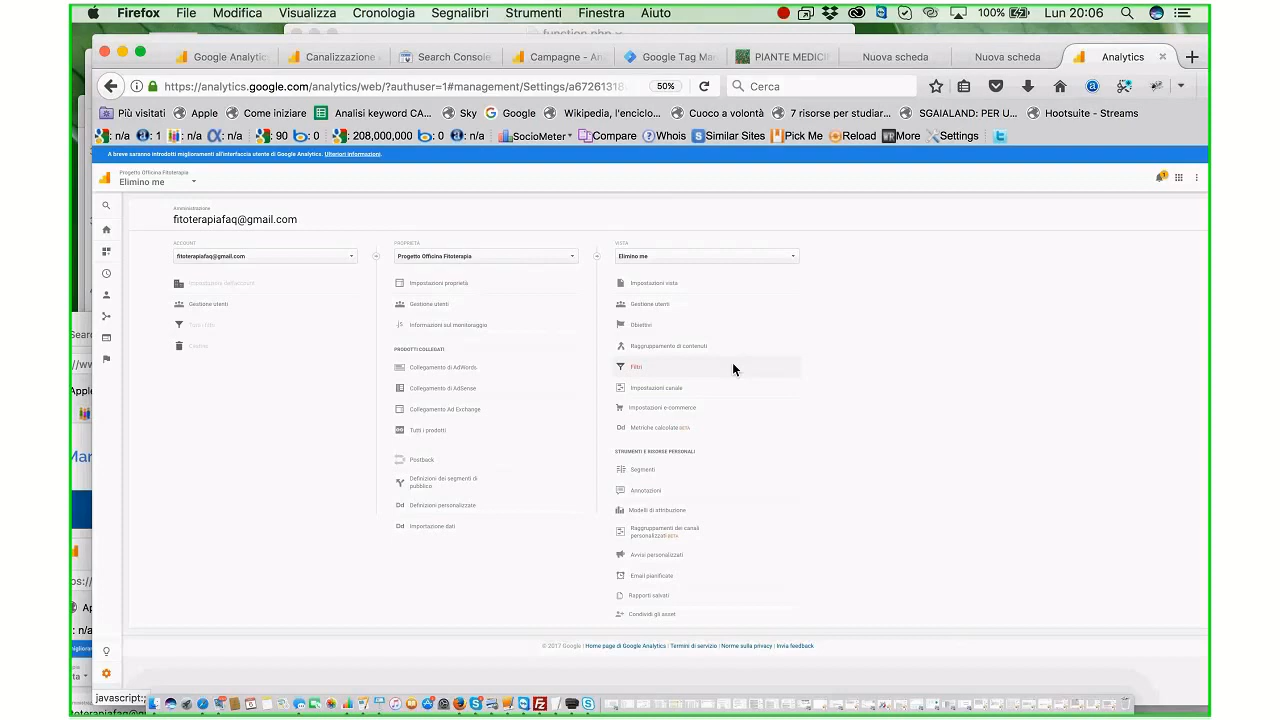 Firefox File Modifica Visualizza Cronologia Segnalibri Strumenti Finestra Aiuto 100% Lun 20:06
function.php
Google Analytic Canalizzazione Search Console Campagne - An Google Tag Ma PIANTE MEDICI Nuova scheda Nuova scheda Analytics
https://analytics.google.com/analytics/web/?authuser=1#management/Settings/a67261318 50% Cerca
Più visitati Apple Come iniziare Analisi keyword CA... Sky Google Wikipedia, l'enciclo... Cuoco a volontà 7 risorse per studiar... SGAIALAND: PER U... Hootsuite - Streams
: n/a : 1 : n/a : n/a : 90 : 0 : 208,000,000 : 0 : n/a SocioMeter Compare Whois Similar Sites Pick Me Reload More Settings
A breve saranno introdotti miglioramenti all'interfaccia utente di Google Analytics. Ulteriori informazioni.
Progetto Officina Fitoterapia
Elimino me
1
Amministrazione
fitoterapiafaq@gmail.com
ACCOUNT PROPRIETÀ VISTA
fitoterapiafaq@gmail.com Progetto Officina Fitoterapia Elimino me
Impostazioni dell'account Impostazioni proprietà Impostazioni vista
Gestione utenti Gestione utenti Gestione utenti
Tutti i filtri Informazioni sul monitoraggio Obiettivi
Cestino PRODOTTI COLLEGATI Raggruppamento di contenuti
Collegamento di AdWords Filtri
Collegamento di AdSense Impostazioni canale
Collegamento Ad Exchange Impostazioni e-commerce
Tutti i prodotti Metriche calcolate BETA
STRUMENTI E RISORSE PERSONALI
Postback Segmenti
Definizioni dei segmenti di pubblico Annotazioni
Definizioni personalizzate Modelli di attribuzione
Importazione dati Raggruppamenti dei canali personalizzati BETA
Avvisi personalizzati
Email pianificate
Rapporti salvati
Condividi gli asset
© 2017 Google | Home page di Google Analytics | Termini di servizio | Norme sulla privacy | Invia feedback
javascript:;